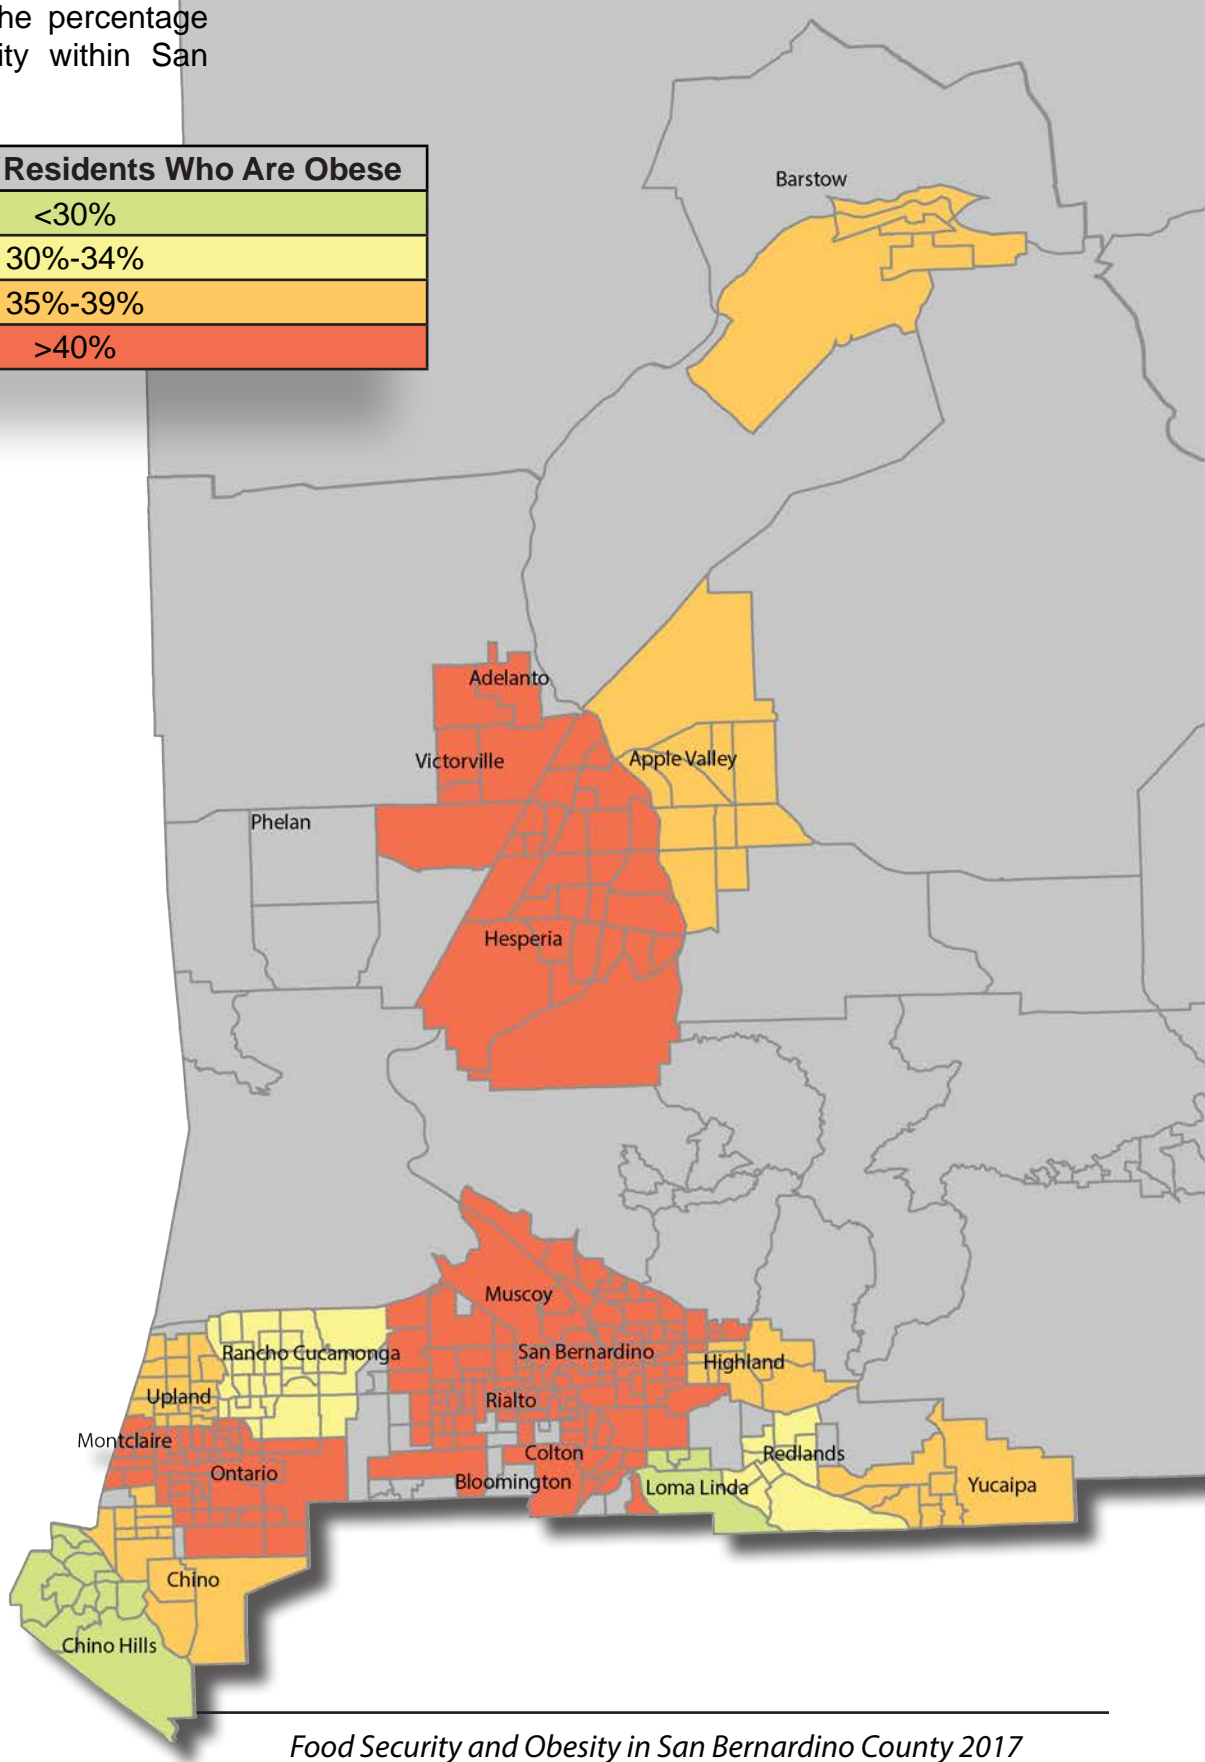 he percentage
ity within San
Residents Who Are Obese
<30%
30%-34%
35%-39%
>40%
Barstow
Adelanto
Victorville
Apple Valley
Phelan
Hesperia
Muscoy
Rancho Cucamonga
San Bernardino
Highland
Upland
Rialto
Montclaire
Colton
Redlands
Ontario
Bloomington
Loma Linda
Yucaipa
Chino
Chino Hills
Food Security and Obesity in San Bernardino County 2017